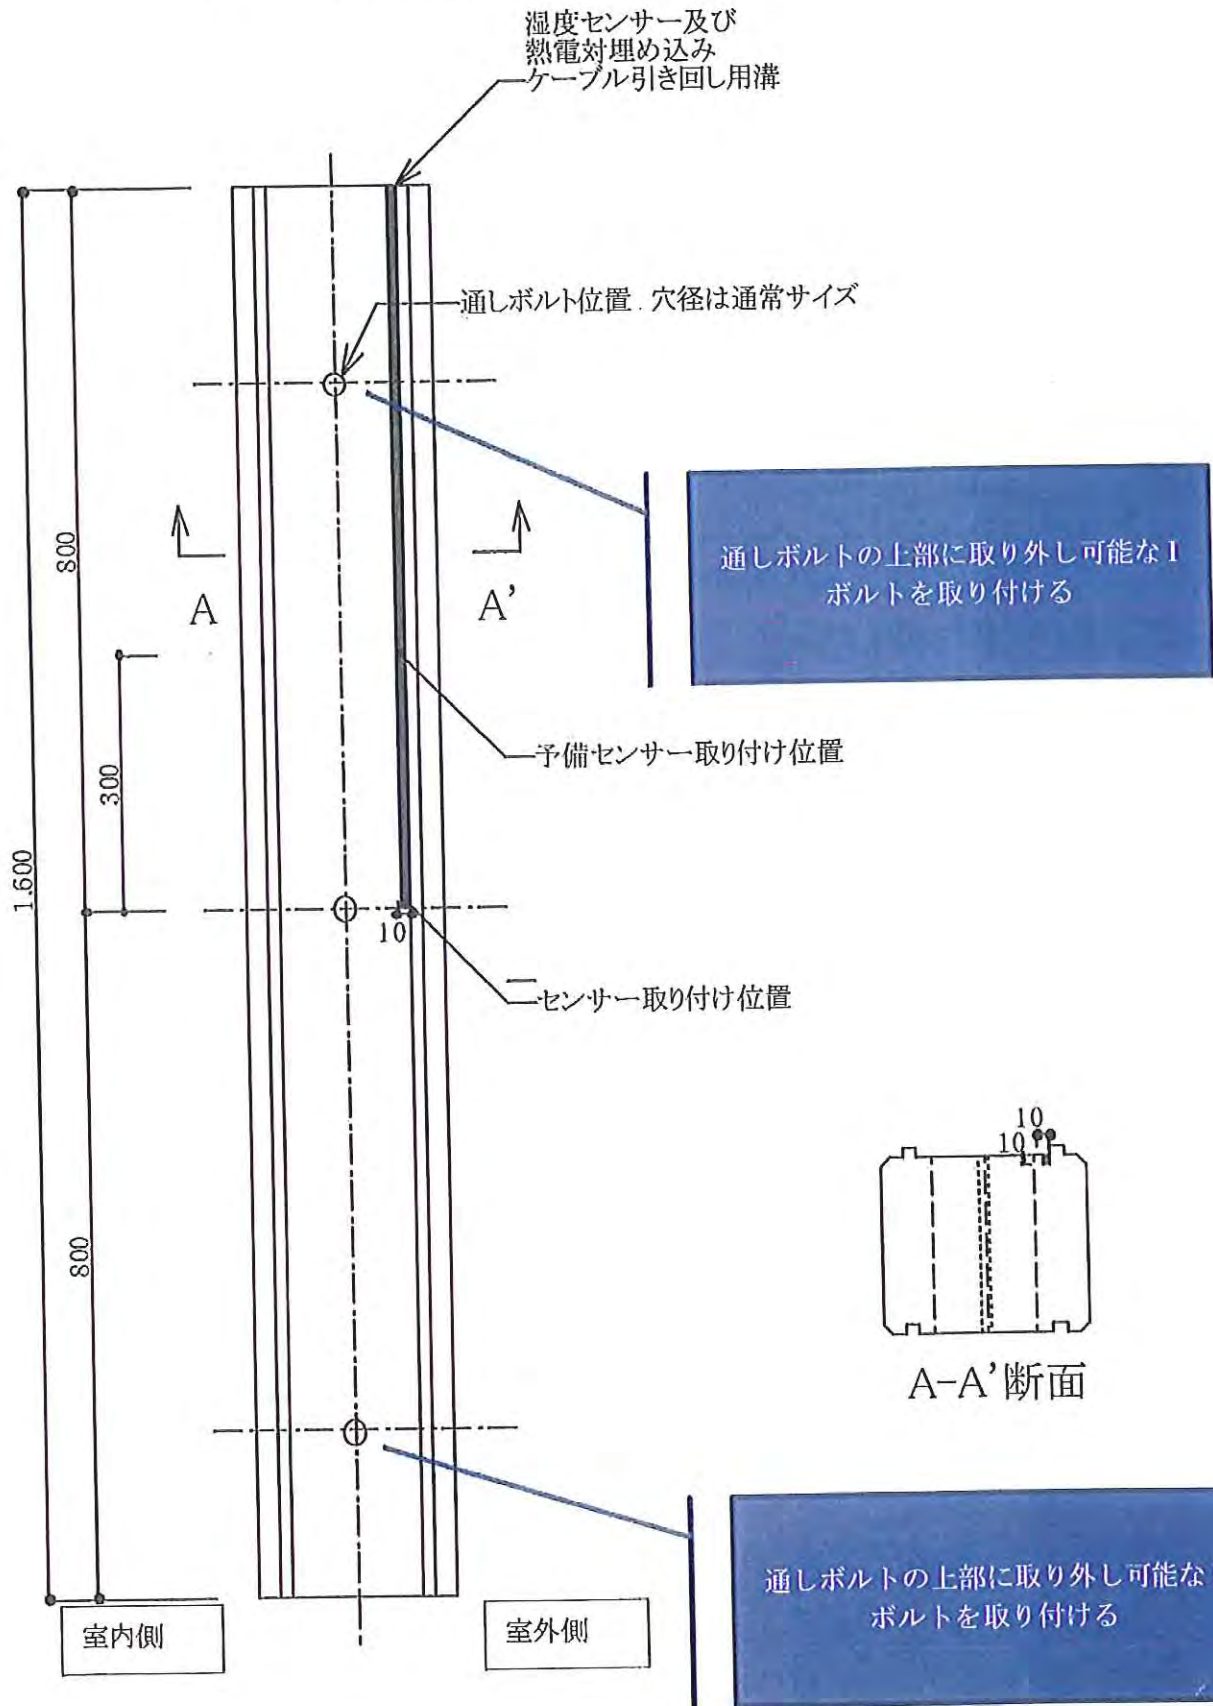 湿度センサー及び
熱電対埋め込み
ケーブル引き回し用溝
通しボルト位置．穴径は通常サイズ
800
通しボルトの上部に取り外し可能な I
ボルトを取り付ける
A
A’
300
予備センサー取り付け位置
1.600
10
センサー取り付け位置
10
10
800
A-A’断面
通しボルトの上部に取り外し可能な
ボルトを取り付ける
室内側
室外側